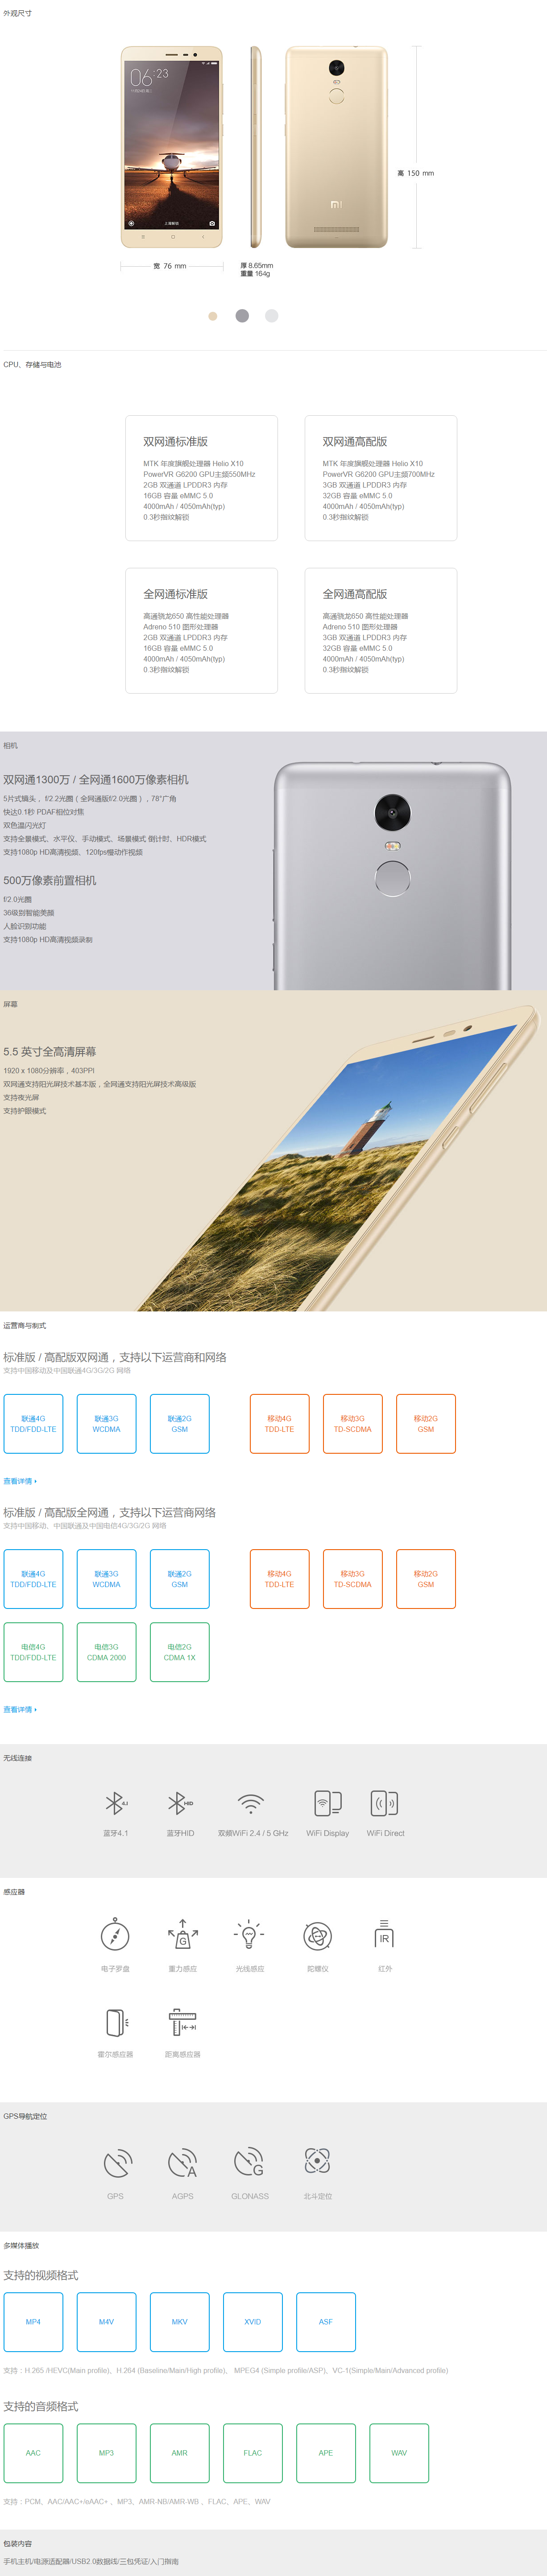 外观尺寸
06:23
上滑解锁
高 150 mm
宽 76 mm
厚 8.65mm
重量 164g
CPU、存储与电池
双网通标准版
MTK 年度旗舰处理器 Helio X10
PowerVR G6200 GPU主频550MHz
2GB 双通道 LPDDR3 内存
16GB 容量 eMMC 5.0
4000mAh / 4050mAh(typ)
0.3秒指纹解锁
双网通高配版
MTK 年度旗舰处理器 Helio X10
PowerVR G6200 GPU主频700MHz
3GB 双通道 LPDDR3 内存
32GB 容量 eMMC 5.0
4000mAh / 4050mAh(typ)
0.3秒指纹解锁
全网通标准版
高通骁龙650 高性能处理器
Adreno 510 图形处理器
2GB 双通道 LPDDR3 内存
16GB 容量 eMMC 5.0
4000mAh / 4050mAh(typ)
0.3秒指纹解锁
全网通高配版
高通骁龙650 高性能处理器
Adreno 510 图形处理器
3GB 双通道 LPDDR3 内存
32GB 容量 eMMC 5.0
4000mAh / 4050mAh(typ)
0.3秒指纹解锁
相机
双网通1300万 / 全网通1600万像素相机
5片式镜头， f/2.2光圈（全网通版f/2.0光圈），78°广角
快达0.1秒 PDAF相位对焦
双色温闪光灯
支持全景模式、水平仪、手动模式、场景模式 倒计时、HDR模式
支持1080p HD高清视频、120fps慢动作视频
500万像素前置相机
f/2.0光圈
36级别智能美颜
人脸识别功能
支持1080p HD高清视频录制
屏幕
5.5 英寸全高清屏幕
1920 x 1080分辨率，403PPI
双网通支持阳光屏技术基本版，全网通支持阳光屏技术高级版
支持夜光屏
支持护眼模式
运营商与制式
标准版 / 高配版双网通，支持以下运营商和网络
支持中国移动及中国联通4G/3G/2G 网络
联通4G
TDD/FDD-LTE
联通3G
WCDMA
联通2G
GSM
移动4G
TDD-LTE
移动3G
TD-SCDMA
移动2G
GSM
查看详情
标准版 / 高配版全网通，支持以下运营商网络
支持中国移动、中国联通及中国电信4G/3G/2G 网络
联通4G
TDD/FDD-LTE
联通3G
WCDMA
联通2G
GSM
移动4G
TDD-LTE
移动3G
TD-SCDMA
移动2G
GSM
电信4G
TDD/FDD-LTE
电信3G
CDMA 2000
电信2G
CDMA 1X
查看详情
无线连接
4.1
HID
蓝牙4.1
蓝牙HID
双频WiFi 2.4 / 5 GHz
WiFi Display
WiFi Direct
感应器
G
IR
电子罗盘
重力感应
光线感应
陀螺仪
红外
霍尔感应器
距离感应器
GPS导航定位
A
G
GPS
AGPS
GLONASS
北斗定位
多媒体播放
支持的视频格式
MP4
M4V
MKV
XVID
ASF
支持：H.265 /HEVC(Main profile)、H.264 (Baseline/Main/High profile)、 MPEG4 (Simple profile/ASP)、VC-1(Simple/Main/Advanced profile)
支持的音频格式
AAC
MP3
AMR
FLAC
APE
WAV
支持：PCM、AAC/AAC+/eAAC+ 、MP3、AMR-NB/AMR-WB 、FLAC、APE、WAV
包装内容
手机主机/电源适配器/USB2.0数据线/三包凭证/入门指南